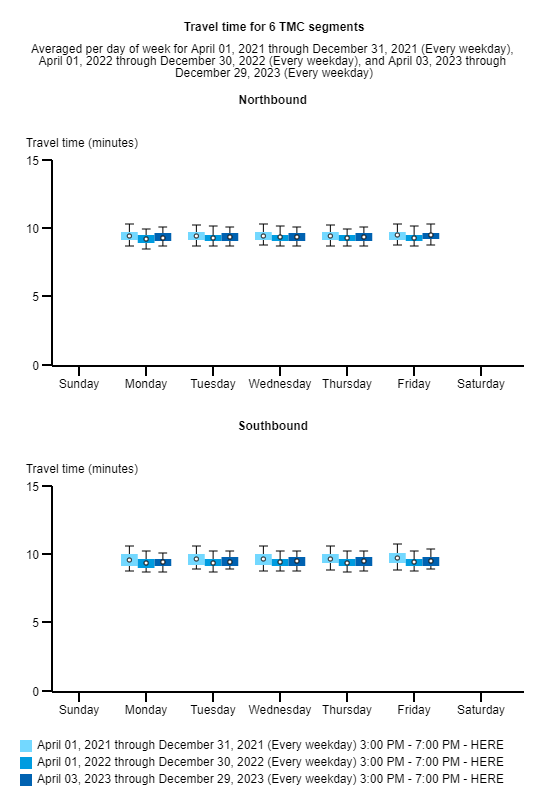 Travel time for 6 TMC segments
Averaged per day of week for April 01, 2021 through December 31, 2021 (Every weekday),
April 01, 2022 through December 30, 2022 (Every weekday), and April 03, 2023 through
December 29, 2023 (Every weekday)
Northbound
Travel time (minutes)
15
10
5
0
Sunday Monday Tuesday Wednesday Thursday Friday Saturday
Southbound
Travel time (minutes)
15
10
5
0
Sunday Monday Tuesday Wednesday Thursday Friday Saturday
April 01, 2021 through December 31, 2021 (Every weekday) 3:00 PM - 7:00 PM - HERE
April 01, 2022 through December 30, 2022 (Every weekday) 3:00 PM - 7:00 PM - HERE
April 03, 2023 through December 29, 2023 (Every weekday) 3:00 PM - 7:00 PM - HERE